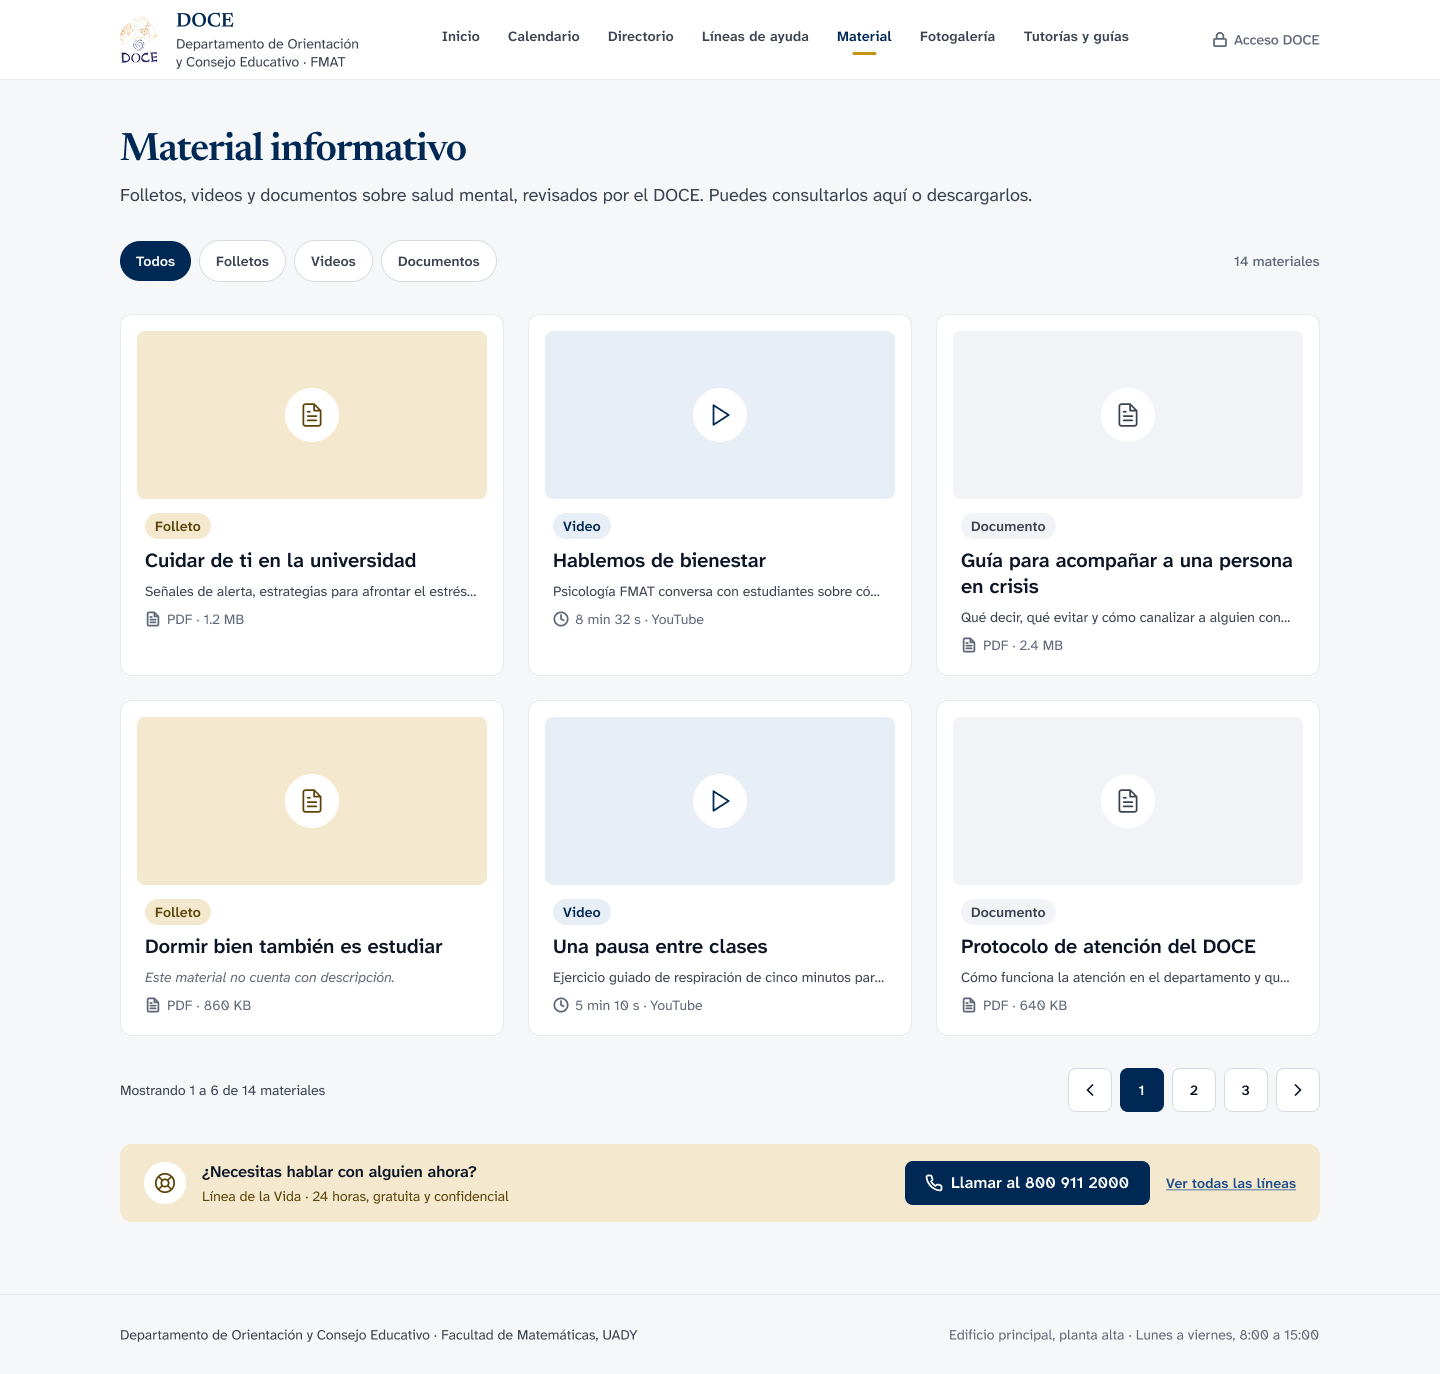 DOCE
DOCE
Departamento de Orientación
y Consejo Educativo · FMAT
Inicio
Calendario
Directorio
Líneas de ayuda
Material
Fotogalería
Tutorías y guías
Acceso DOCE
Material informativo
Folletos, videos y documentos sobre salud mental, revisados por el DOCE. Puedes consultarlos aquí o descargarlos.
Todos
Folletos
Videos
Documentos
14 materiales
Folleto
Cuidar de ti en la universidad
Señales de alerta, estrategias para afrontar el estrés...
PDF · 1.2 MB
Video
Hablemos de bienestar
Psicología FMAT conversa con estudiantes sobre có...
8 min 32 s · YouTube
Documento
Guía para acompañar a una persona
en crisis
Qué decir, qué evitar y cómo canalizar a alguien con...
PDF · 2.4 MB
Folleto
Dormir bien también es estudiar
Este material no cuenta con descripción.
PDF · 860 KB
Video
Una pausa entre clases
Ejercicio guiado de respiración de cinco minutos par...
5 min 10 s · YouTube
Documento
Protocolo de atención del DOCE
Cómo funciona la atención en el departamento y qu...
PDF · 640 KB
Mostrando 1 a 6 de 14 materiales
1
2
3
¿Necesitas hablar con alguien ahora?
Línea de la Vida · 24 horas, gratuita y confidencial
Llamar al 800 911 2000
Ver todas las líneas
Departamento de Orientación y Consejo Educativo · Facultad de Matemáticas, UADY
Edificio principal, planta alta · Lunes a viernes, 8:00 a 15:00